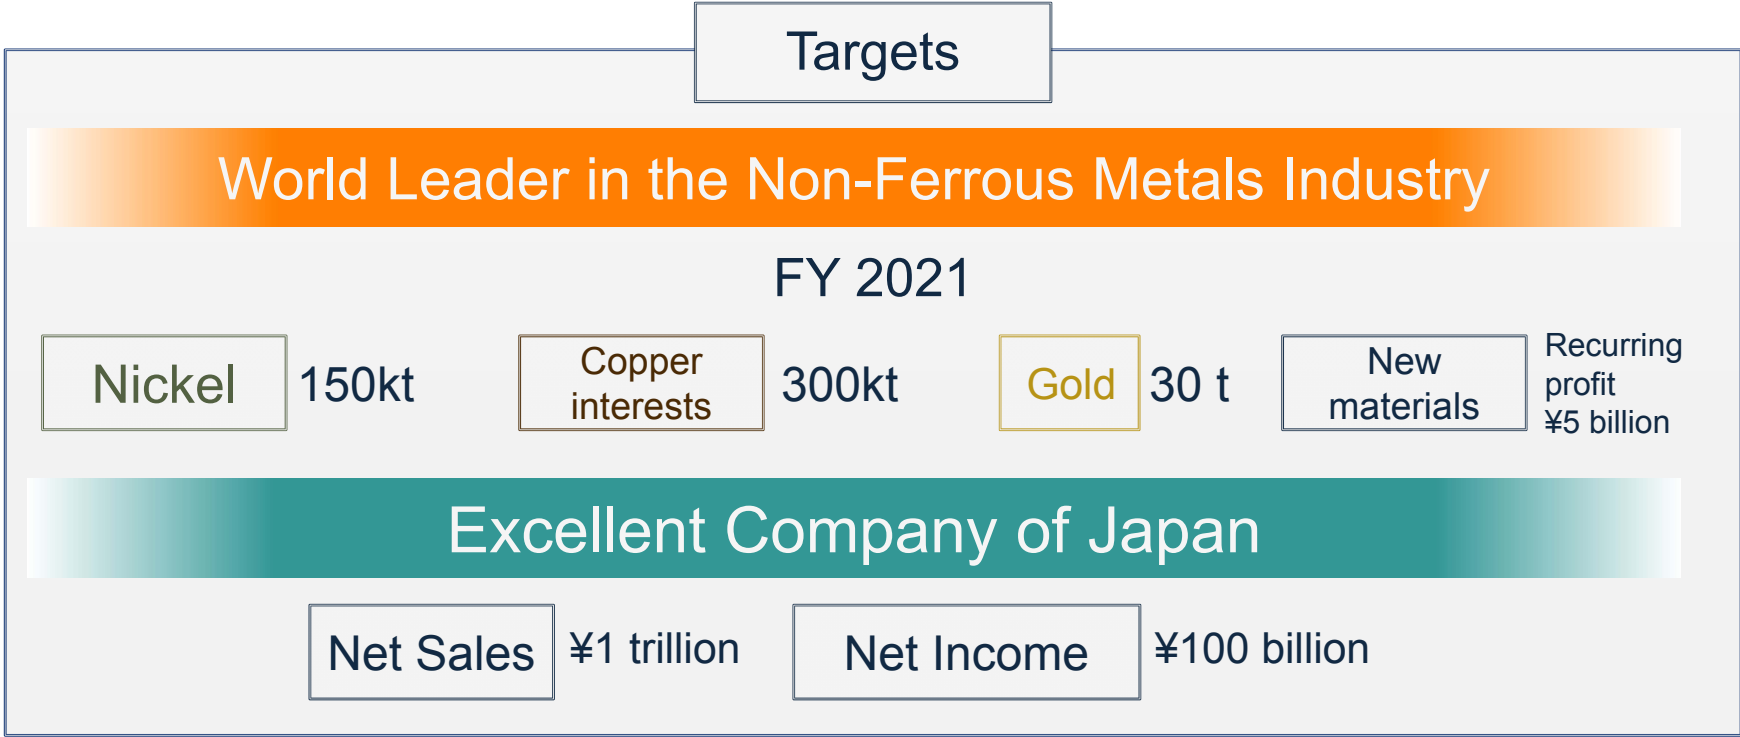 Targets
World Leader in the Non-Ferrous Metals Industry
FY 2021
Nickel
150kt
Copper
interests
300kt
Gold
30 t
New
materials
Recurring
profit
¥5 billion
Excellent Company of Japan
Net Sales
¥1 trillion
Net Income
¥100 billion